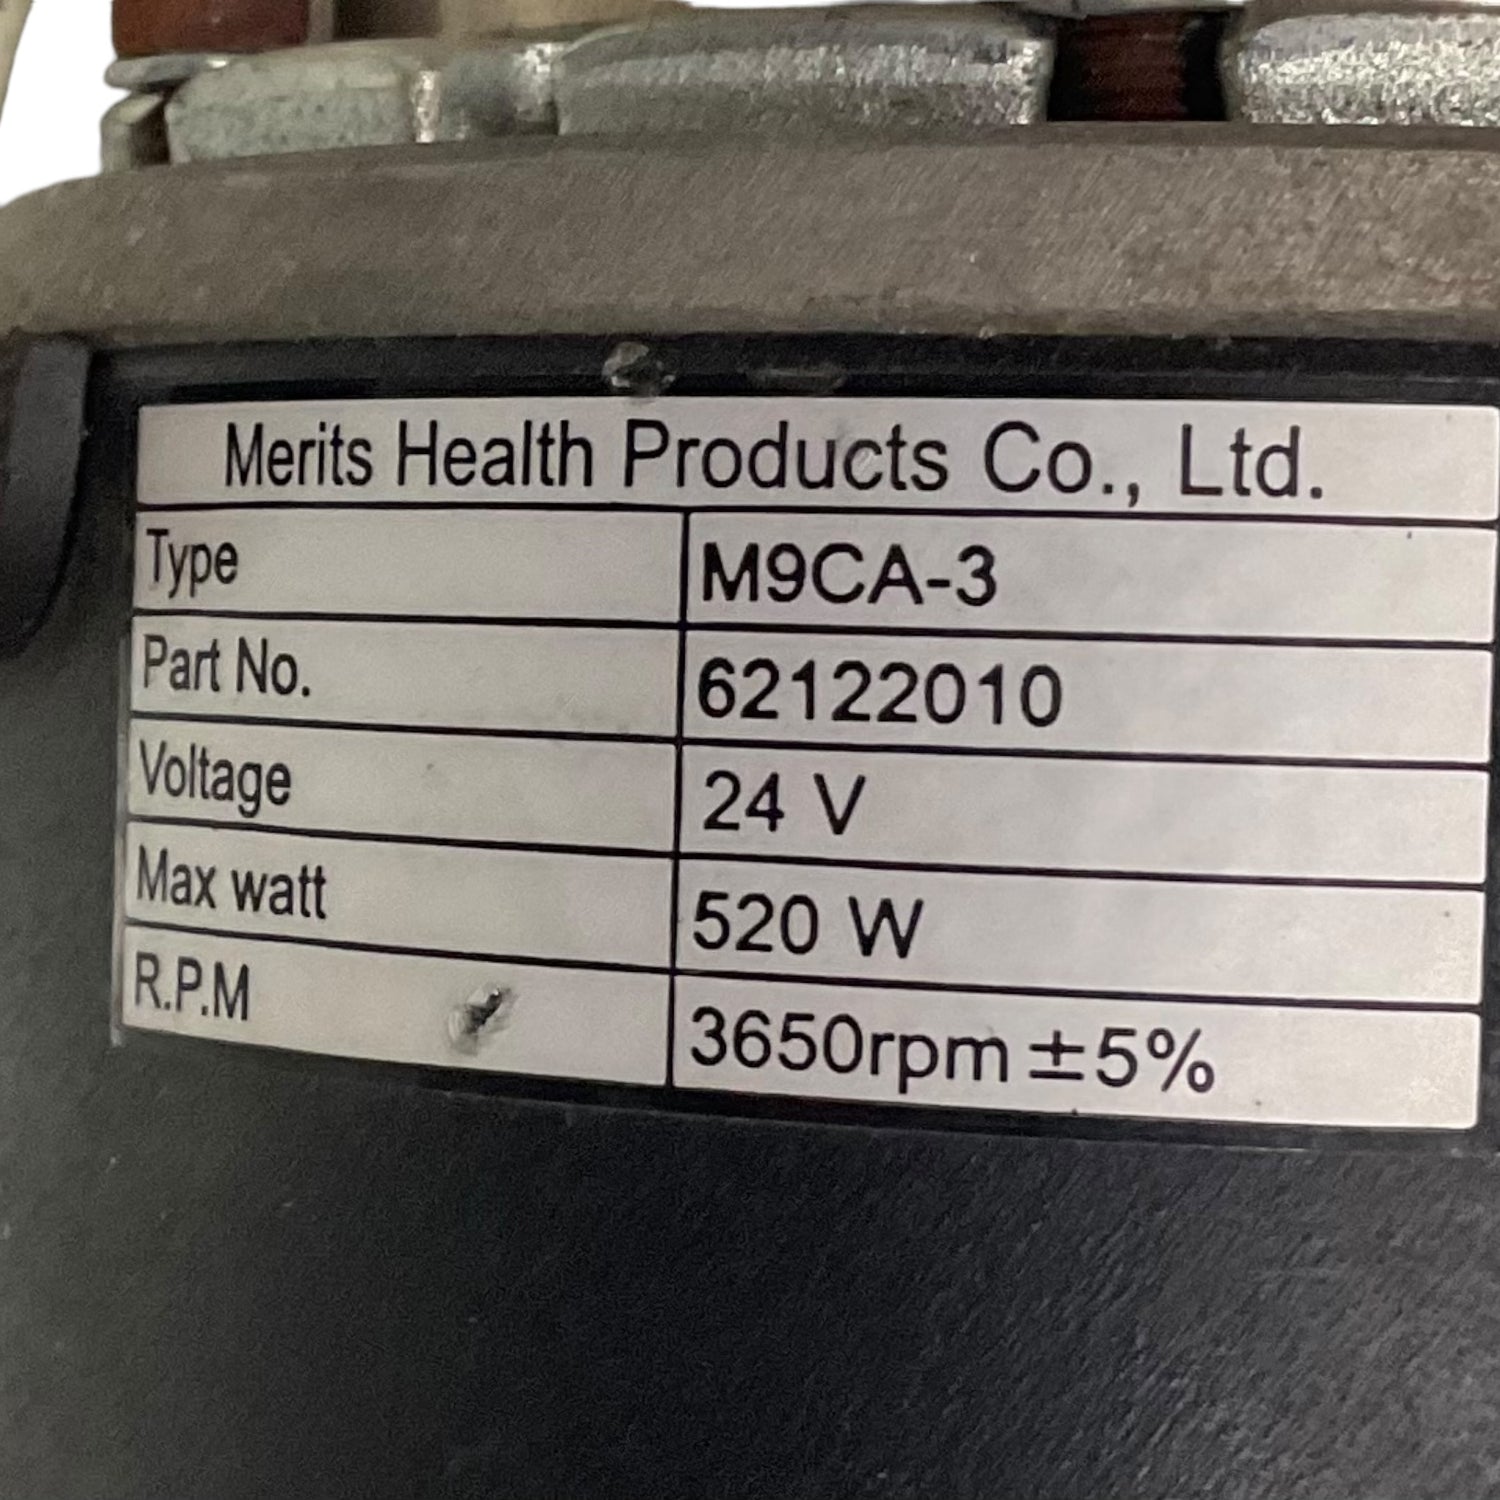 Merits Health Products Co., Ltd.
Type M9CA-3
Part No. 62122010
Voltage 24 V
Max watt 520 W
R.P.M 3650rpm ±5%